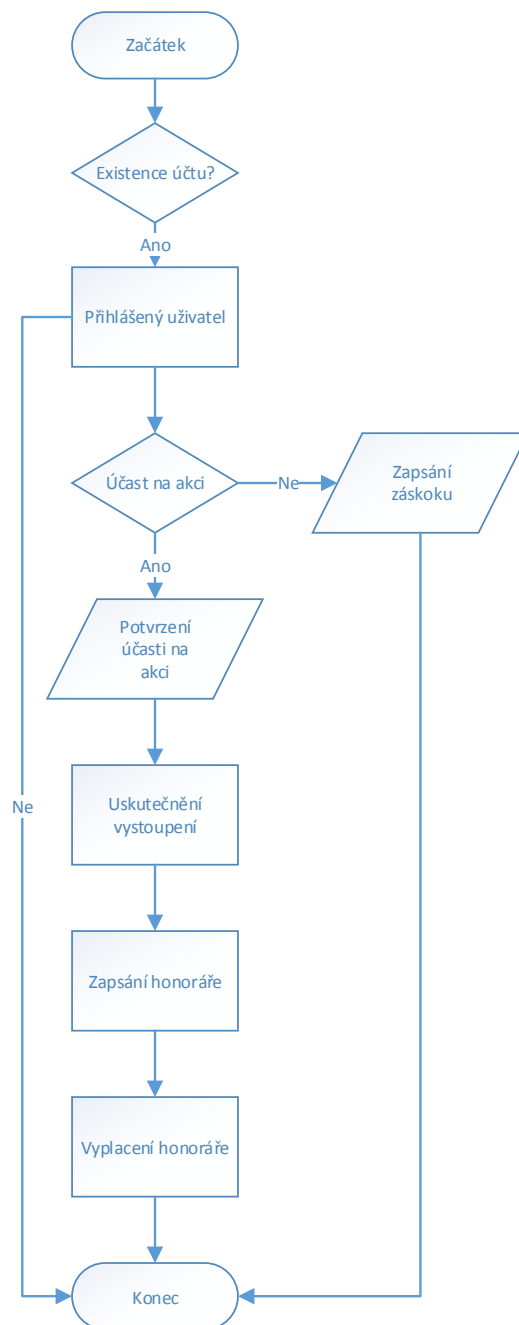 Začátek
Existence účtu?
Ano
Přihlášený uživatel
Účast na akci
Ne
Zapsání
záskoku
Ano
Potvrzení
účasti na
akci
Ne
Uskutečnění
vystoupení
Zapsání honoráře
Vyplacení honoráře
Konec